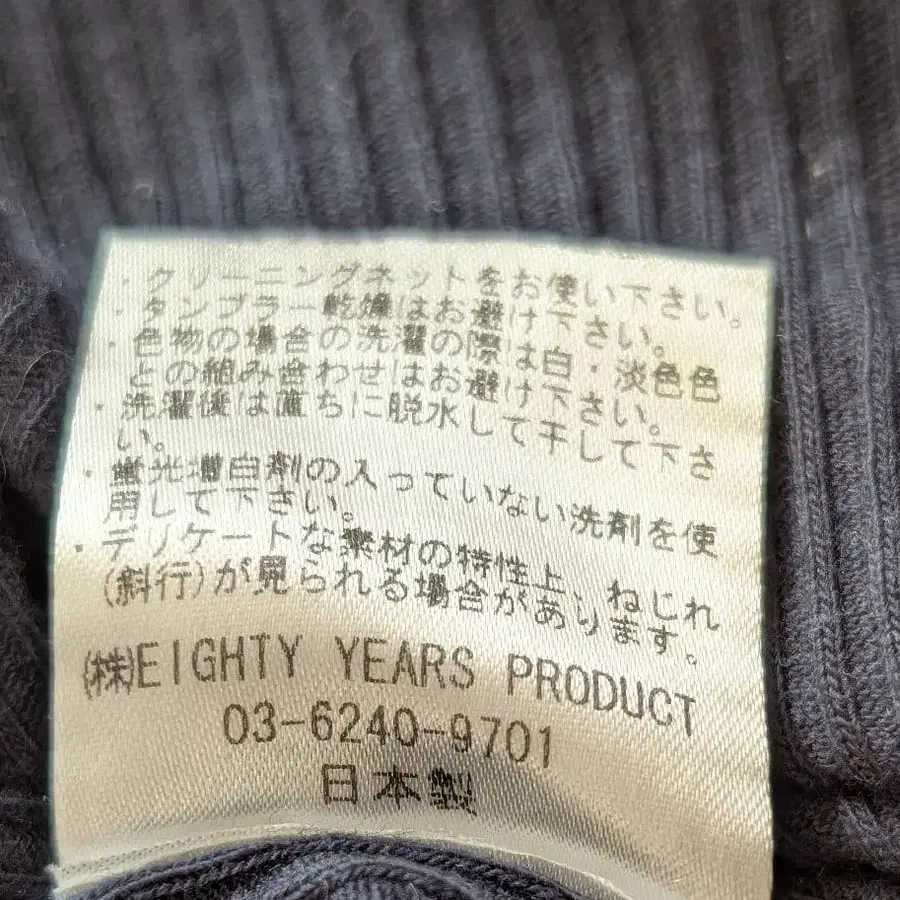 ・クリーニングネットをお使い下さい。
・タンブラー乾燥はお避け下さい。
・色物の場合の洗濯の際は白・淡色色
との組み合わせはお避け下さい。
・洗濯後は直ちに脱水して干して下さ
い。
・蛍光増白剤の入っていない洗剤を使
用して下さい。
・デリケートな素材の特性上、ねじれ
(斜行)が見られる場合があります。
(株)EIGHTY YEARS PRODUCT
03-6240-9701
日本製